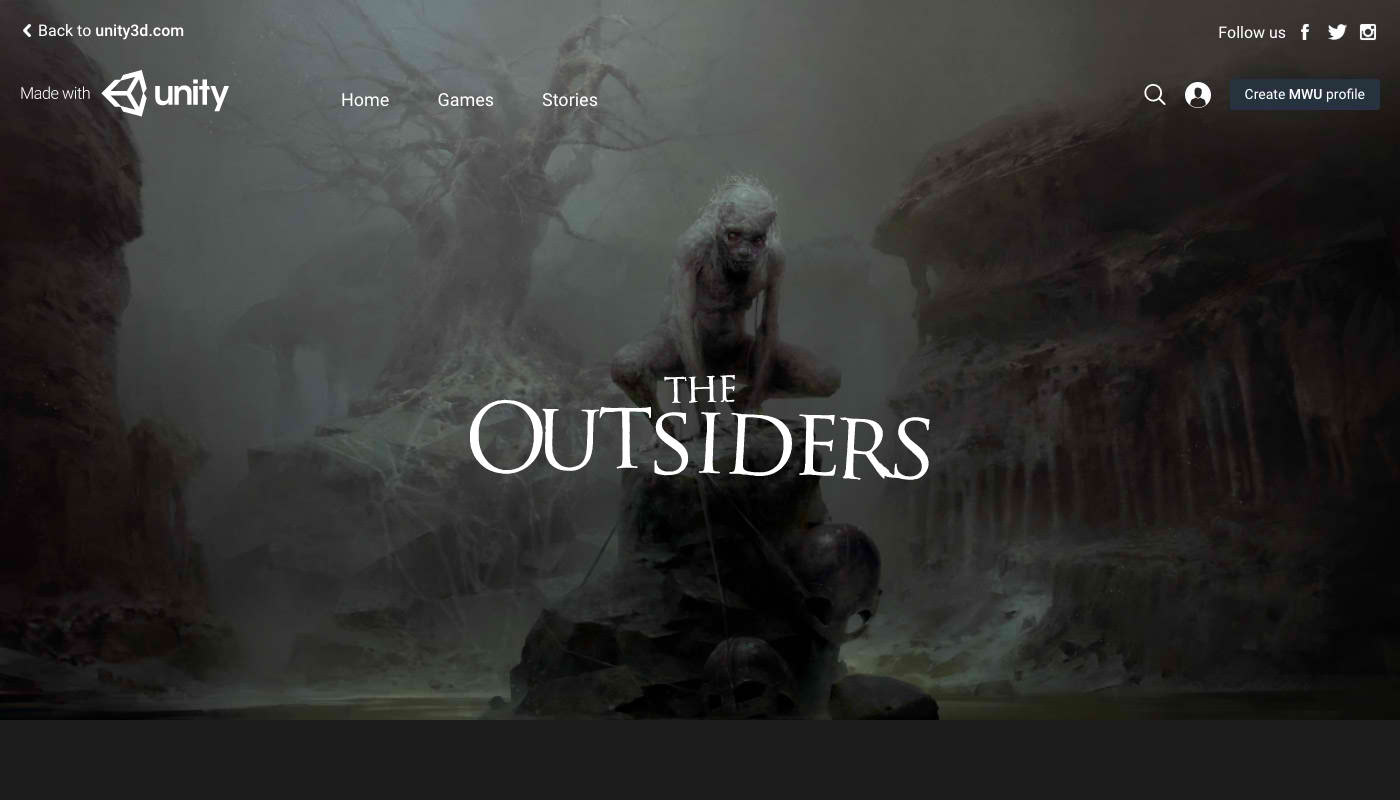 Back to unity3d.com
Follow us
Made with unity
Home Games Stories
Create MWU profile
THE
OUTSIDERS